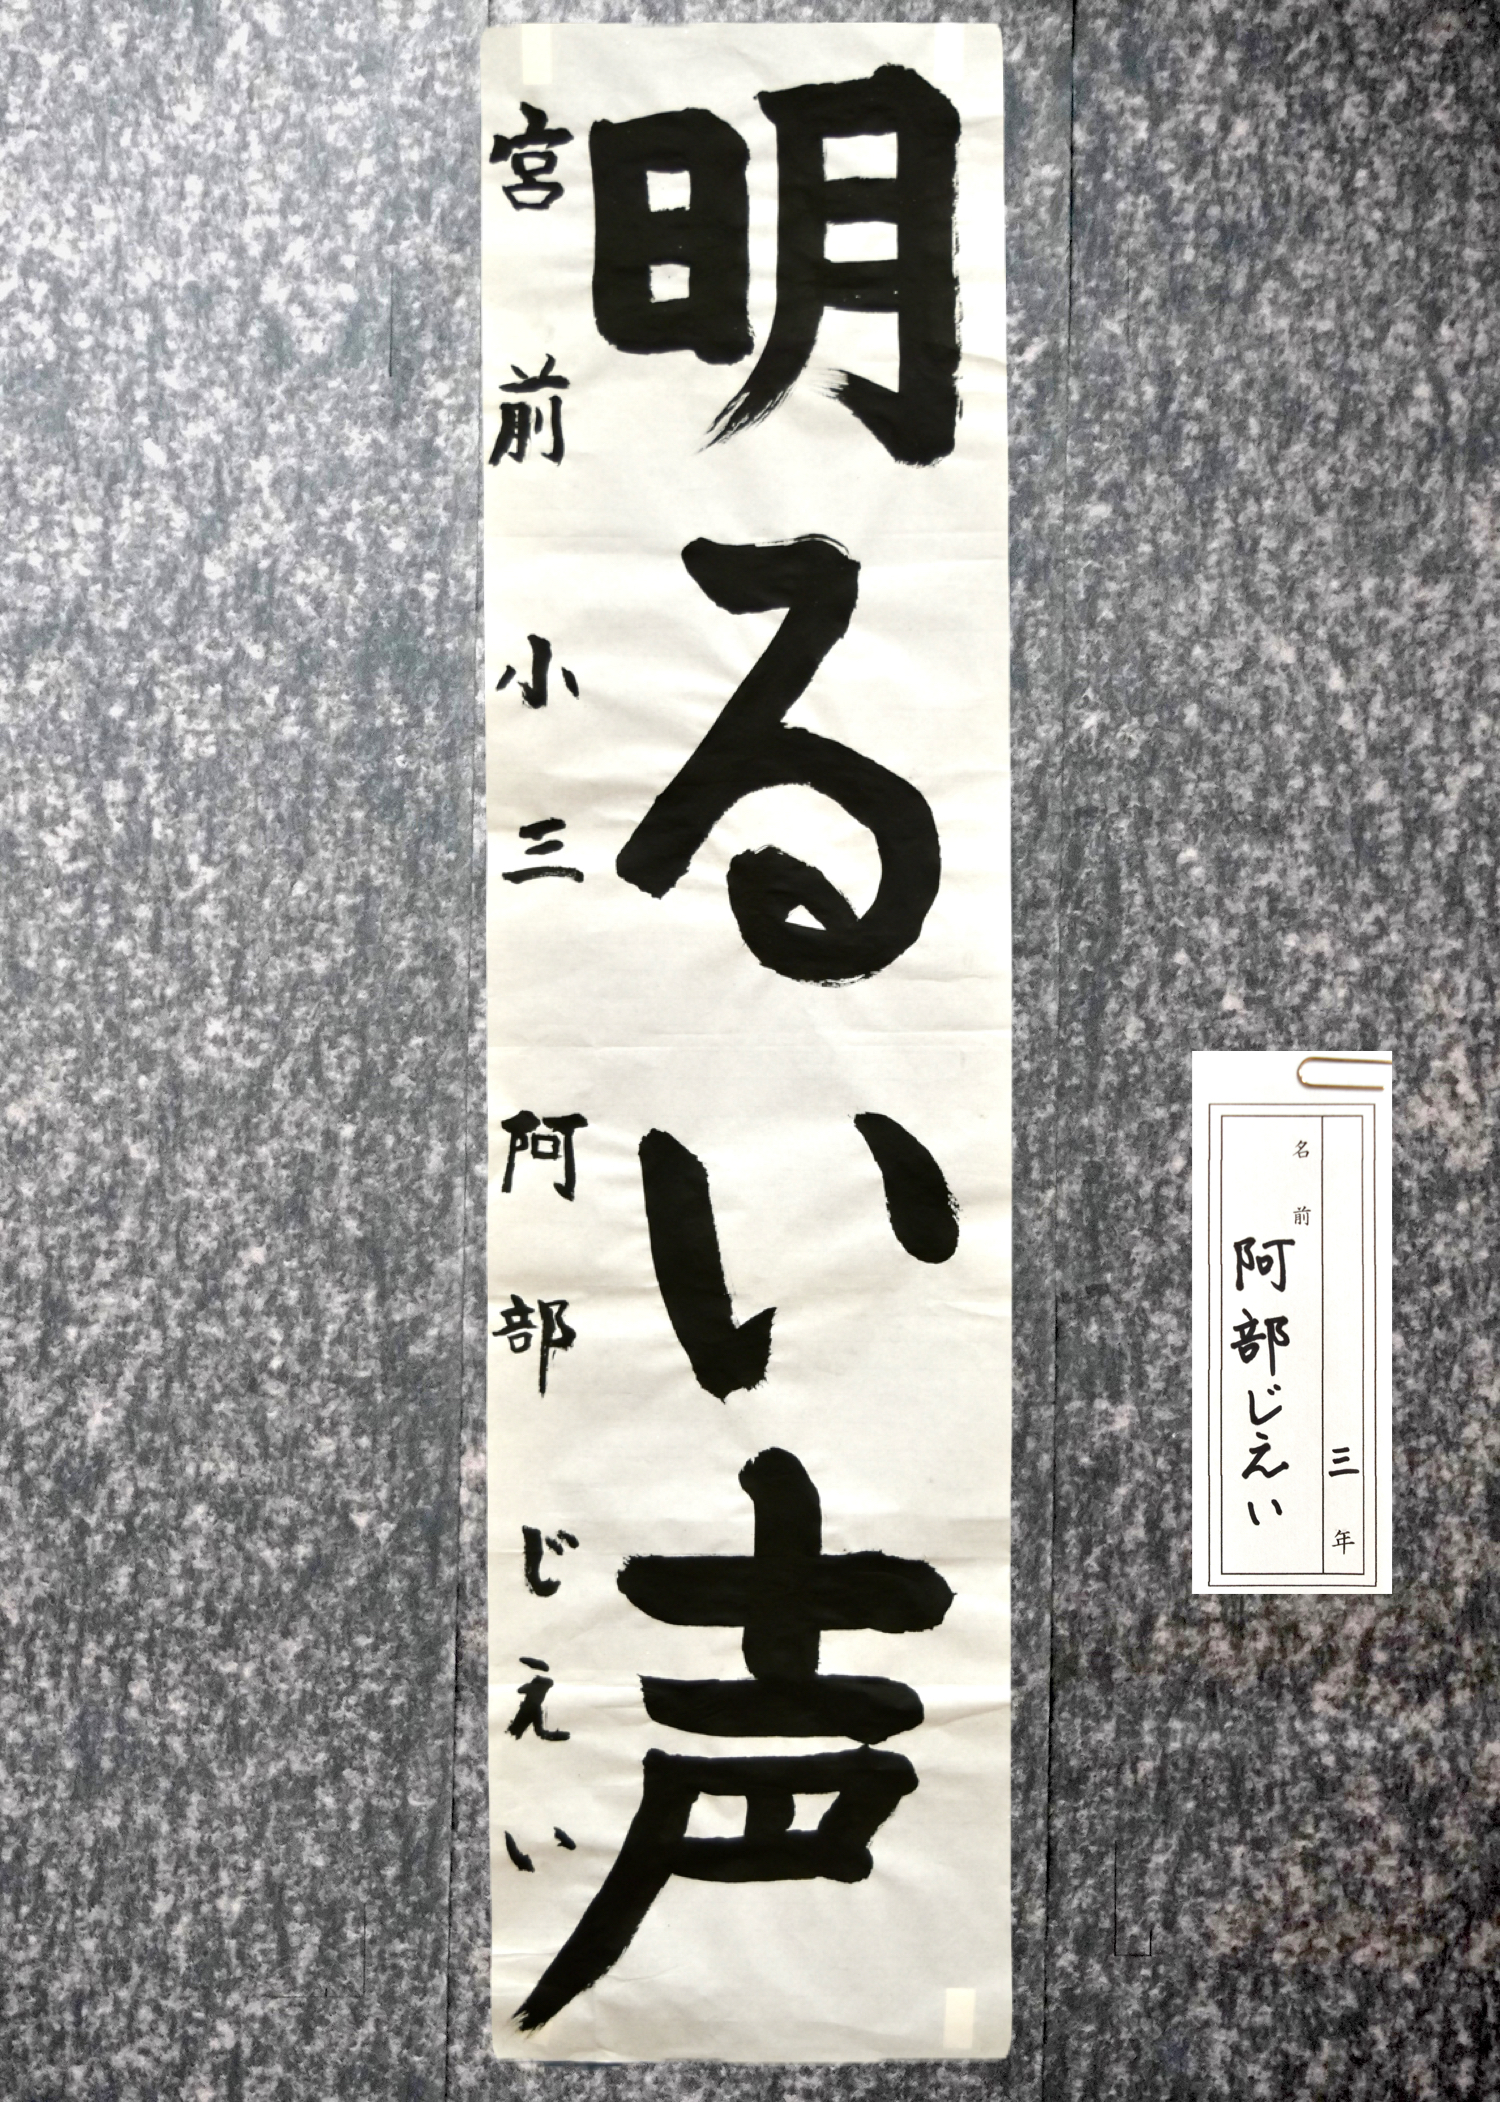 明るい声
宮前小三 阿部じえい
三年
名前
阿部じえい